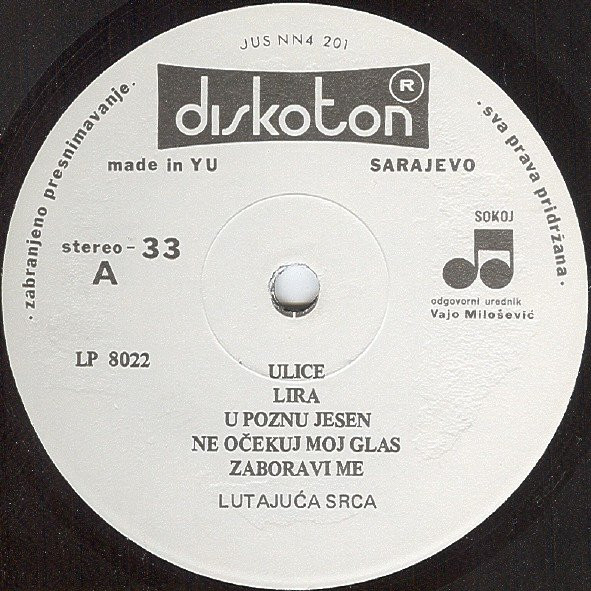 JUS NN4 201
diskoton ®
made in YU SARAJEVO
· zabranjeno presnimavanje ·
· sva prava pridržana ·
stereo - 33
A
SOKOJ
odgovorni urednik
Vajo Milošević
LP 8022
ULICE
LIRA
U POZNU JESEN
NE OČEKUJ MOJ GLAS
ZABORAVI ME
LUTAJUĆA SRCA